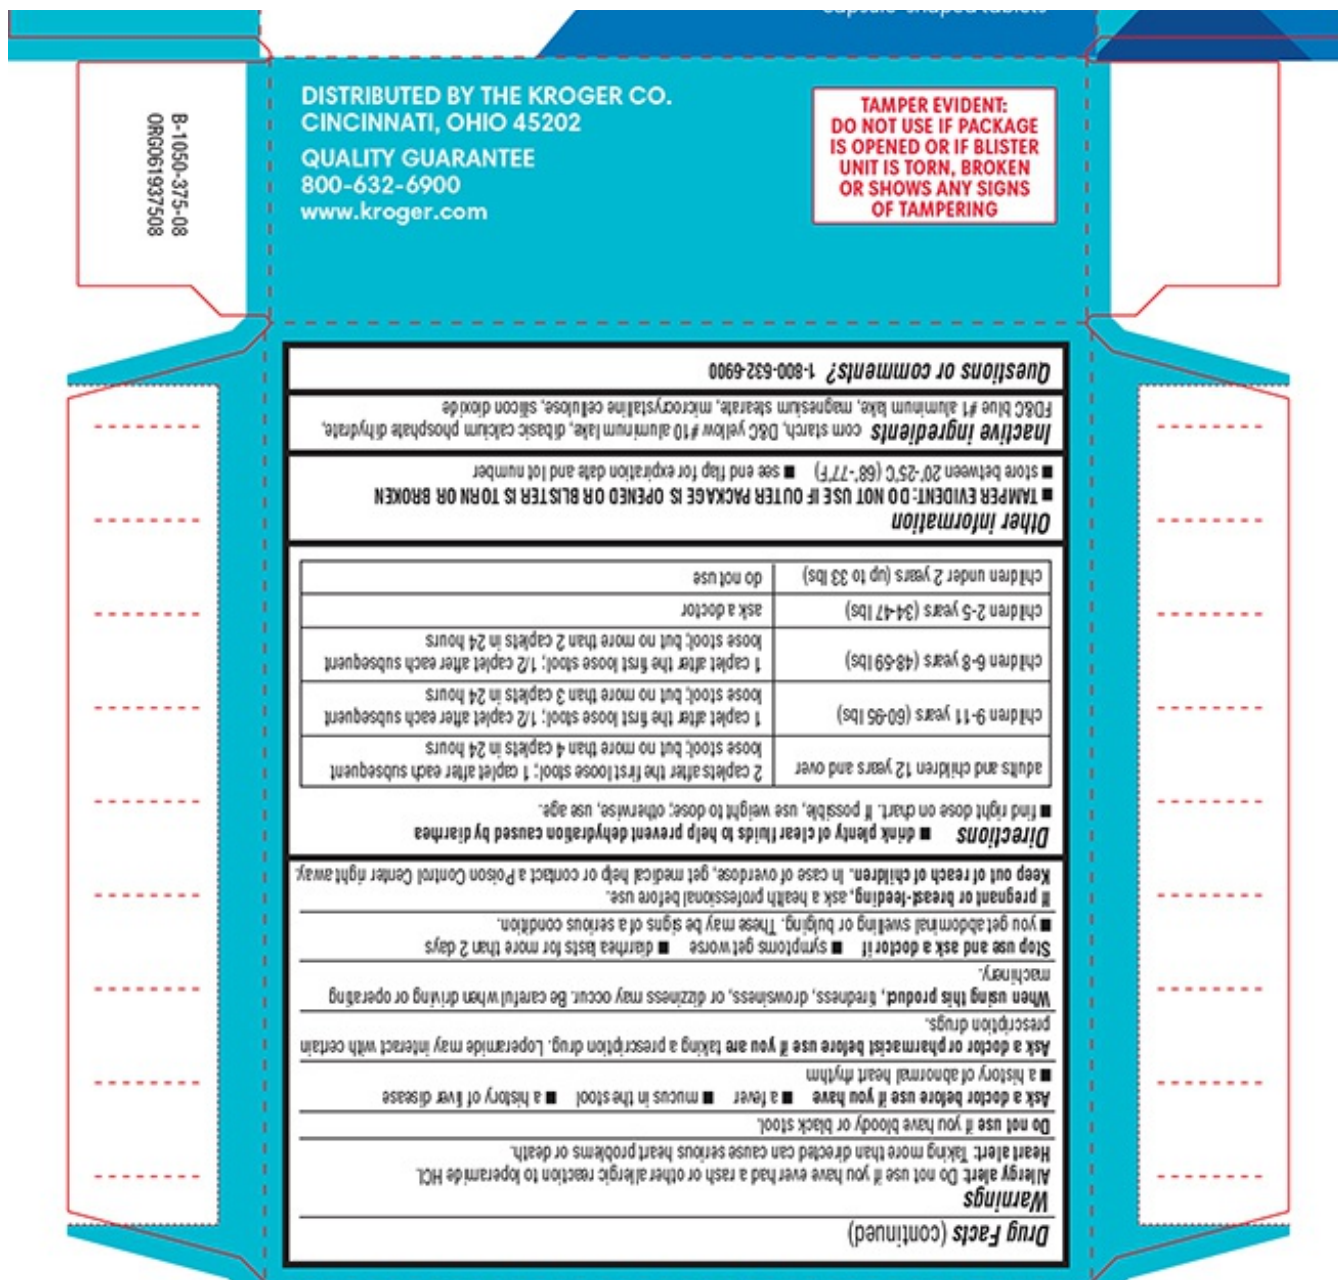 capsule-shaped tablets
DISTRIBUTED BY THE KROGER CO.
CINCINNATI, OHIO 45202
QUALITY GUARANTEE
800-632-6900
www.kroger.com
TAMPER EVIDENT:
DO NOT USE IF PACKAGE
IS OPENED OR IF BLISTER
UNIT IS TORN, BROKEN
OR SHOWS ANY SIGNS
OF TAMPERING
B-1050-375-08
ORG061937508
Drug Facts (continued)
Warnings
Allergy alert: Do not use if you have ever had a rash or other allergic reaction to loperamide HCl.
Heart alert: Taking more than directed can cause serious heart problems or death.
Do not use if you have bloody or black stool.
Ask a doctor before use if you have ■ a fever ■ mucus in the stool ■ a history of liver disease
■ a history of abnormal heart rhythm
Ask a doctor or pharmacist before use if you are taking a prescription drug. Loperamide may interact with certain
prescription drugs.
When using this product, tiredness, drowsiness, or dizziness may occur. Be careful when driving or operating
machinery.
Stop use and ask a doctor if ■ symptoms get worse ■ diarrhea lasts for more than 2 days
■ you get abdominal swelling or bulging. These may be signs of a serious condition.
If pregnant or breast-feeding, ask a health professional before use.
Keep out of reach of children. In case of overdose, get medical help or contact a Poison Control Center right away.
Directions ■ drink plenty of clear fluids to help prevent dehydration caused by diarrhea
■ find right dose on chart. If possible, use weight to dose; otherwise, use age.
adults and children 12 years and over
2 caplets after the first loose stool; 1 caplet after each subsequent
loose stool; but no more than 4 caplets in 24 hours
children 9-11 years (60-95 lbs)
1 caplet after the first loose stool; 1/2 caplet after each subsequent
loose stool; but no more than 3 caplets in 24 hours
children 6-8 years (48-59 lbs)
1 caplet after the first loose stool; 1/2 caplet after each subsequent
loose stool; but no more than 2 caplets in 24 hours
children 2-5 years (34-47 lbs)
ask a doctor
children under 2 years (up to 33 lbs)
do not use
Other information
■ TAMPER EVIDENT: DO NOT USE IF OUTER PACKAGE IS OPENED OR BLISTER IS TORN OR BROKEN
■ store between 20°-25°C (68°-77°F) ■ see end flap for expiration date and lot number
Inactive ingredients corn starch, D&C yellow #10 aluminum lake, dibasic calcium phosphate dihydrate,
FD&C blue #1 aluminum lake, magnesium stearate, microcrystalline cellulose, silicon dioxide
Questions or comments? 1-800-632-6900